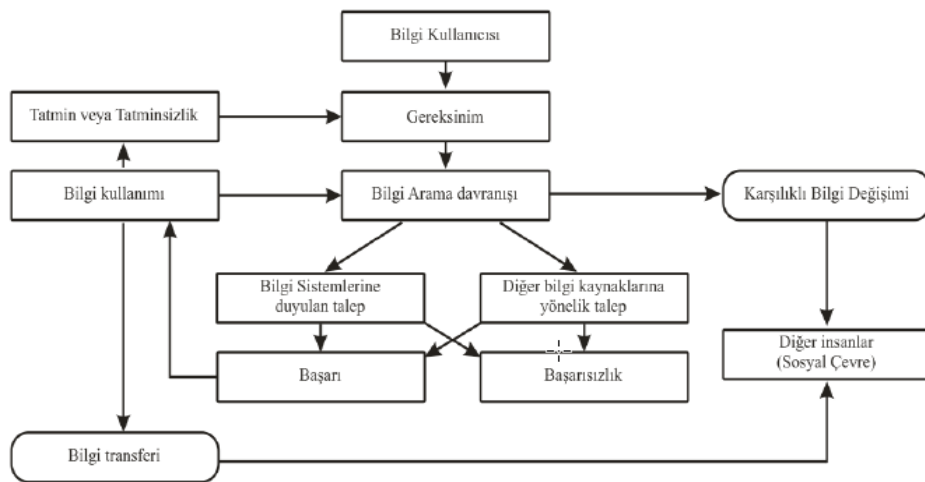 Bilgi Kullanıcısı
Tatmin veya Tatminsizlik
Gereksinim
Bilgi kullanımı
Bilgi Arama davranışı
Karşılıklı Bilgi Değişimi
Bilgi Sistemlerine
duyulan talep
Diğer bilgi kaynaklarına
yönelik talep
Diğer insanlar
(Sosyal Çevre)
Başarı
Başarısızlık
Bilgi transferi